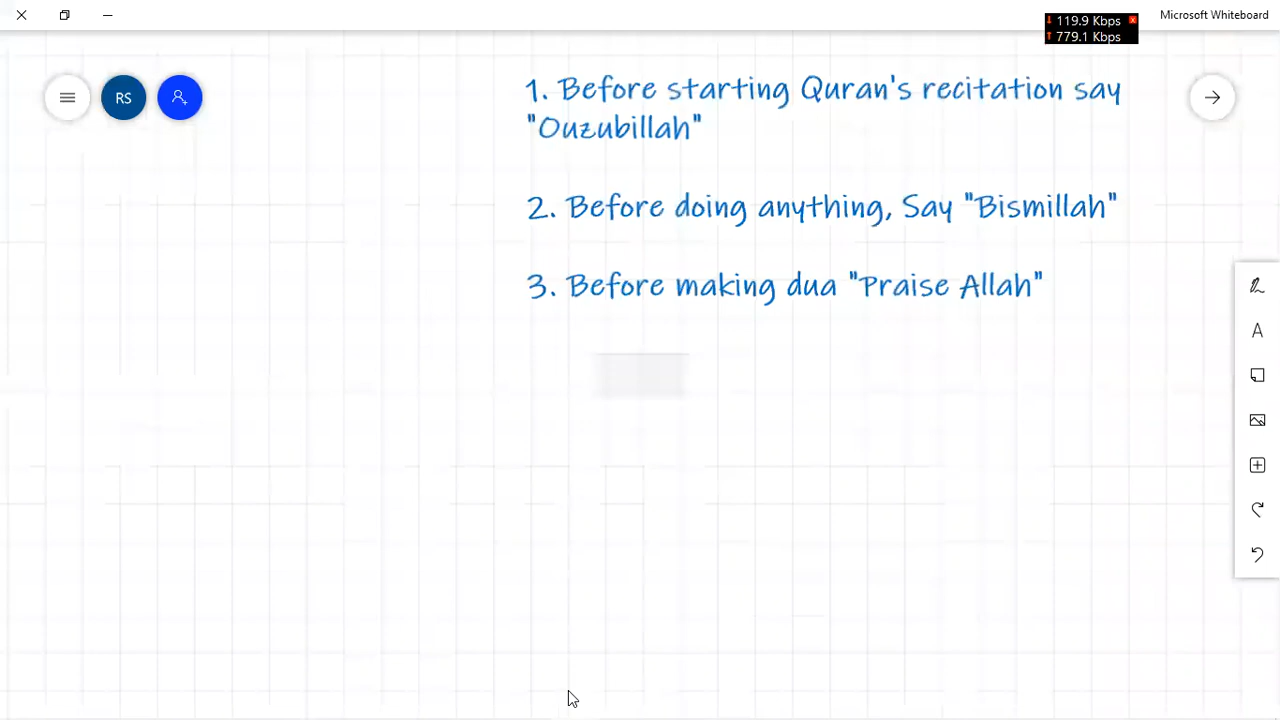 119.9 Kbps
Microsoft Whiteboard
779.1 Kbps
RS
1. Before starting Quran's recitation say
"Ouzubillah"
2. Before doing anything, Say "Bismillah"
3. Before making dua "Praise Allah"
A